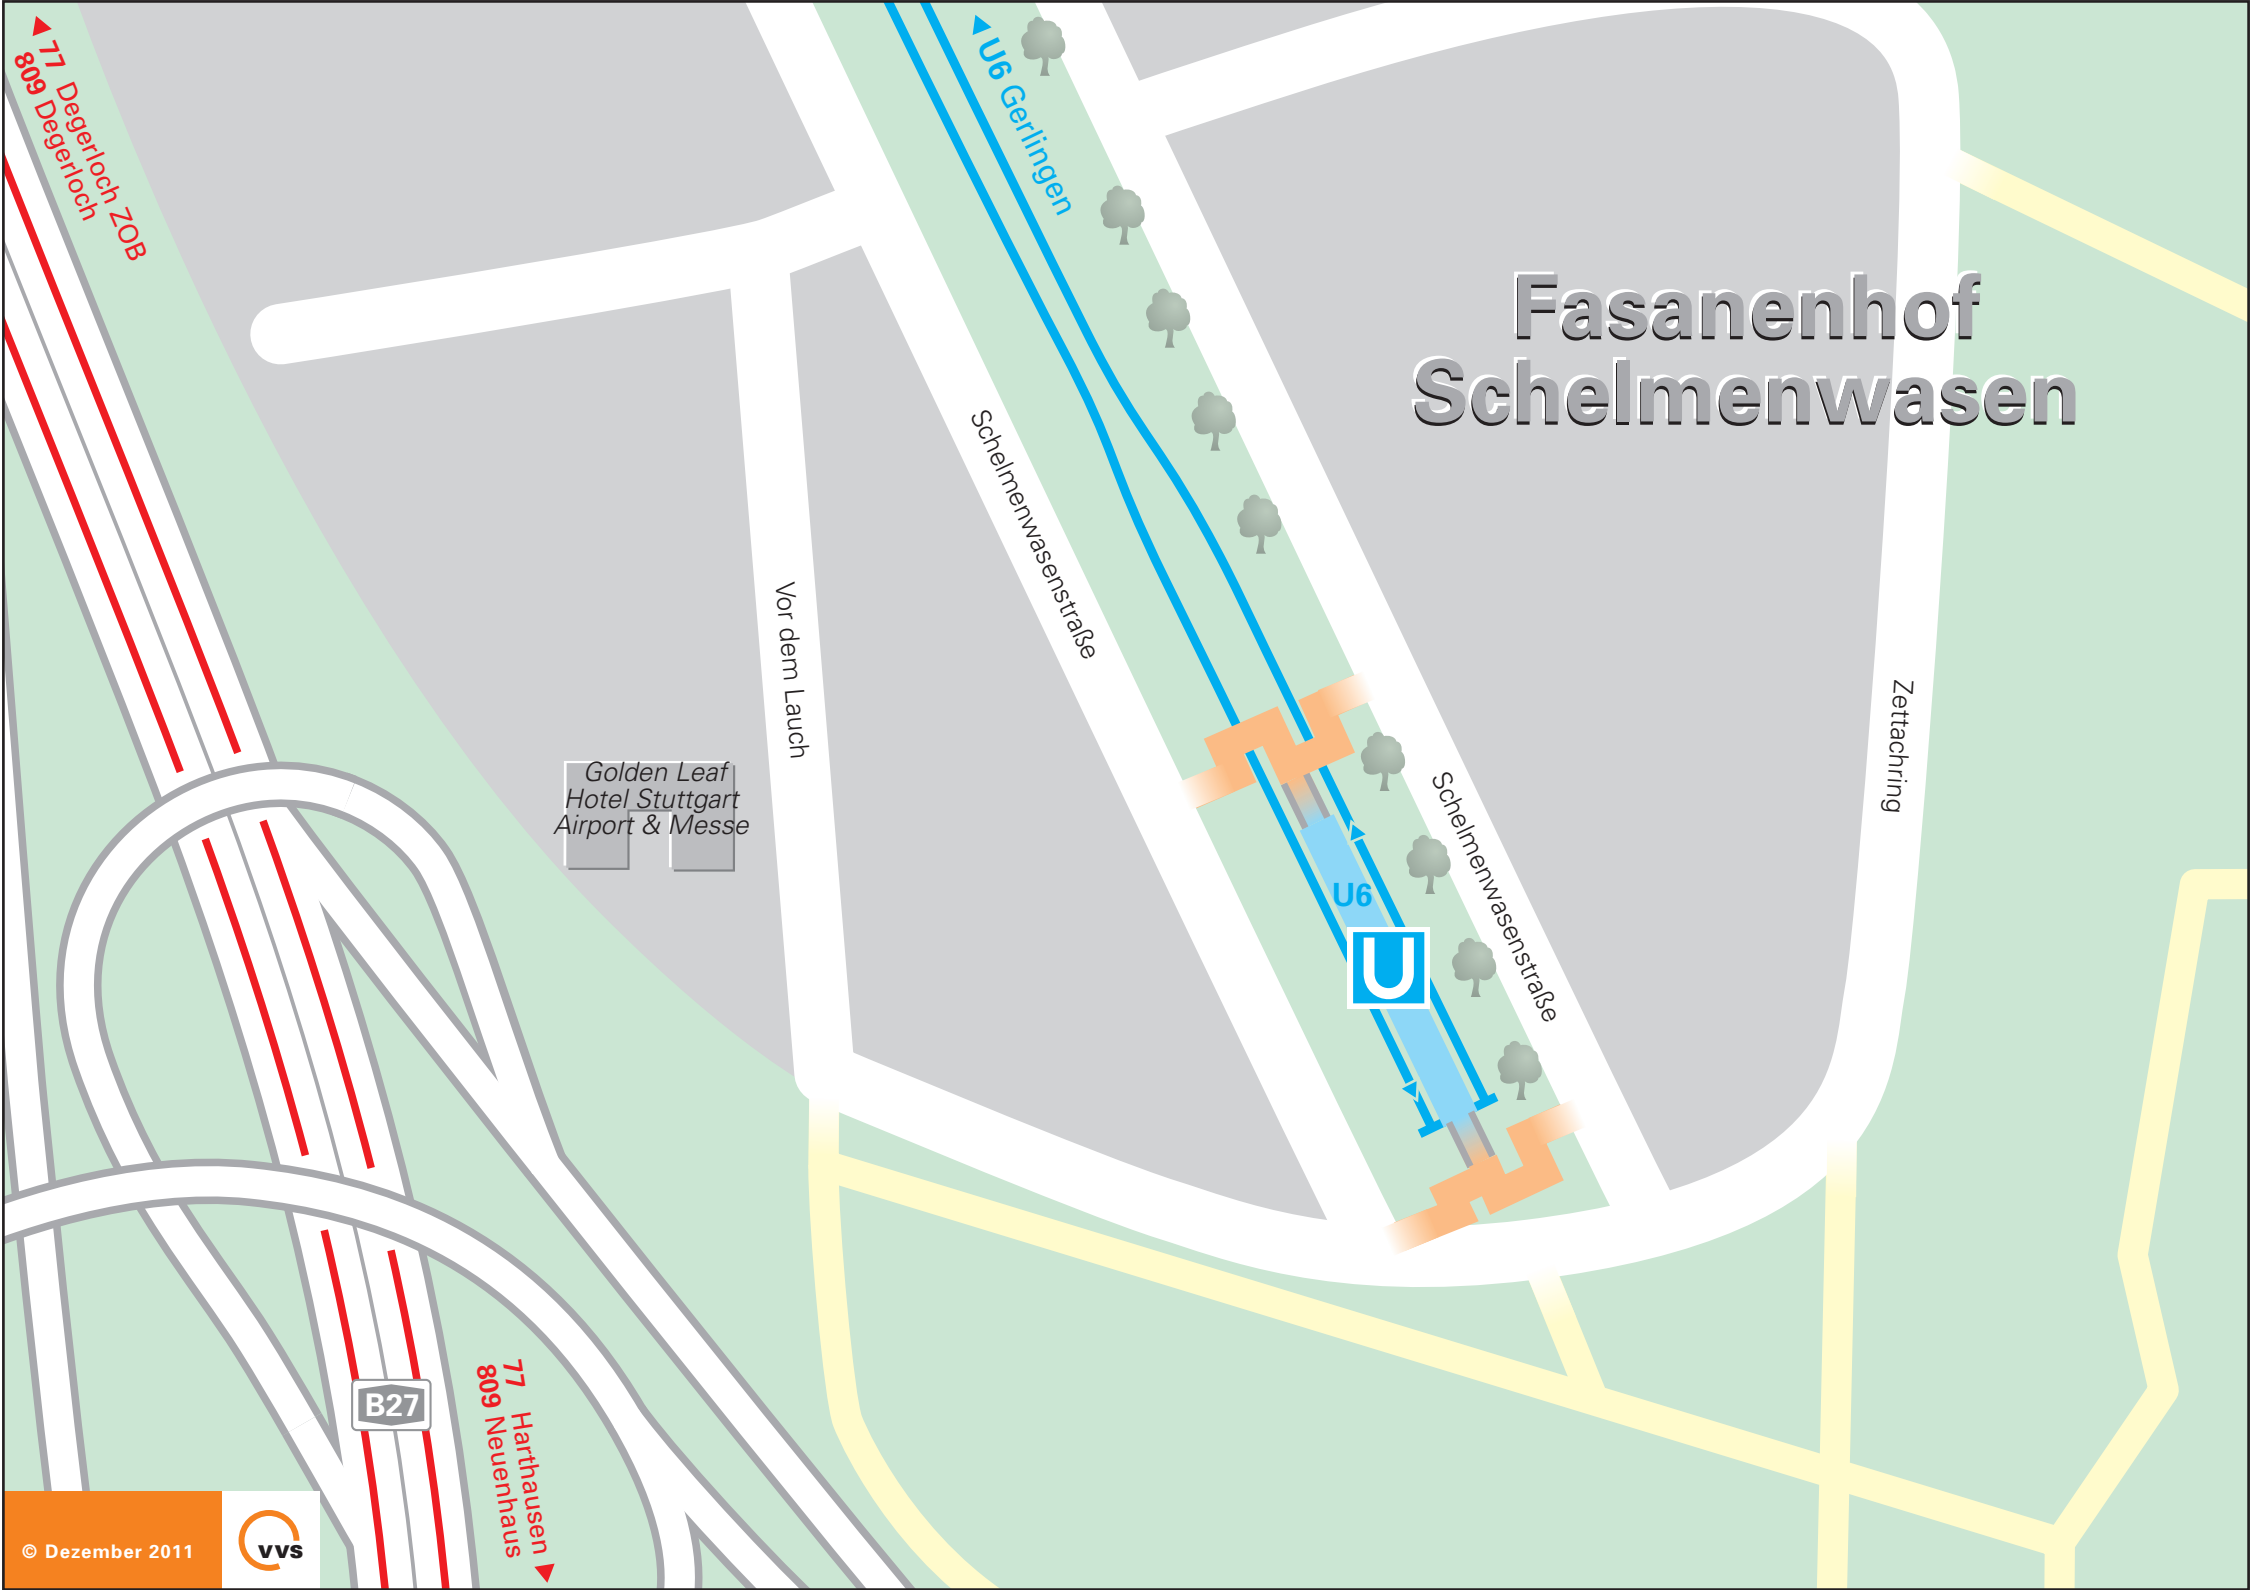 77 Degerloch ZOB
809 Degerloch
U6 Gerlingen
Fasanenhof
Schelmenwasen
Schelmenwasenstraße
Vor dem Lauch
Zettachring
Golden Leaf
Hotel Stuttgart
Airport & Messe
Schelmenwasenstraße
U6
U
77 Harthausen
809 Neuenhaus
B27
© Dezember 2011
vvs